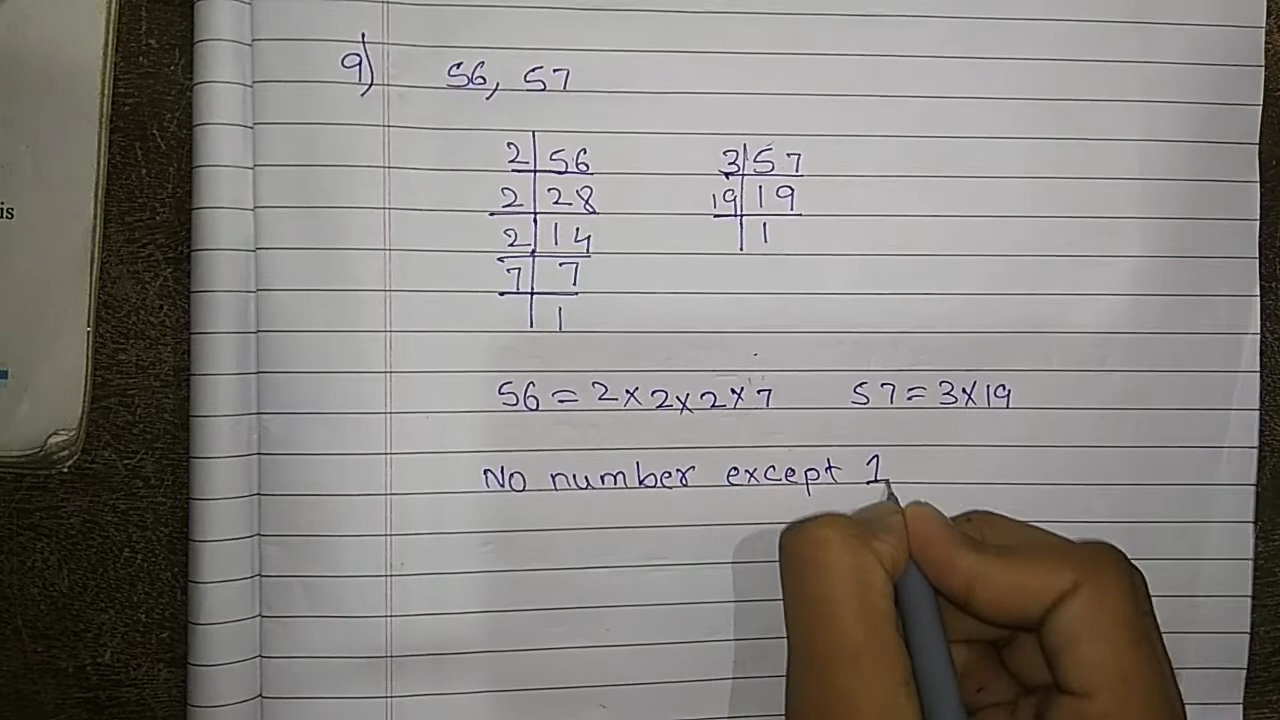 9) 56, 57
2 56 3 57
2 28 19 19
2 14 1
7 7
1
56 = 2 × 2 × 2 × 7 57 = 3 × 19
No number except 1
is